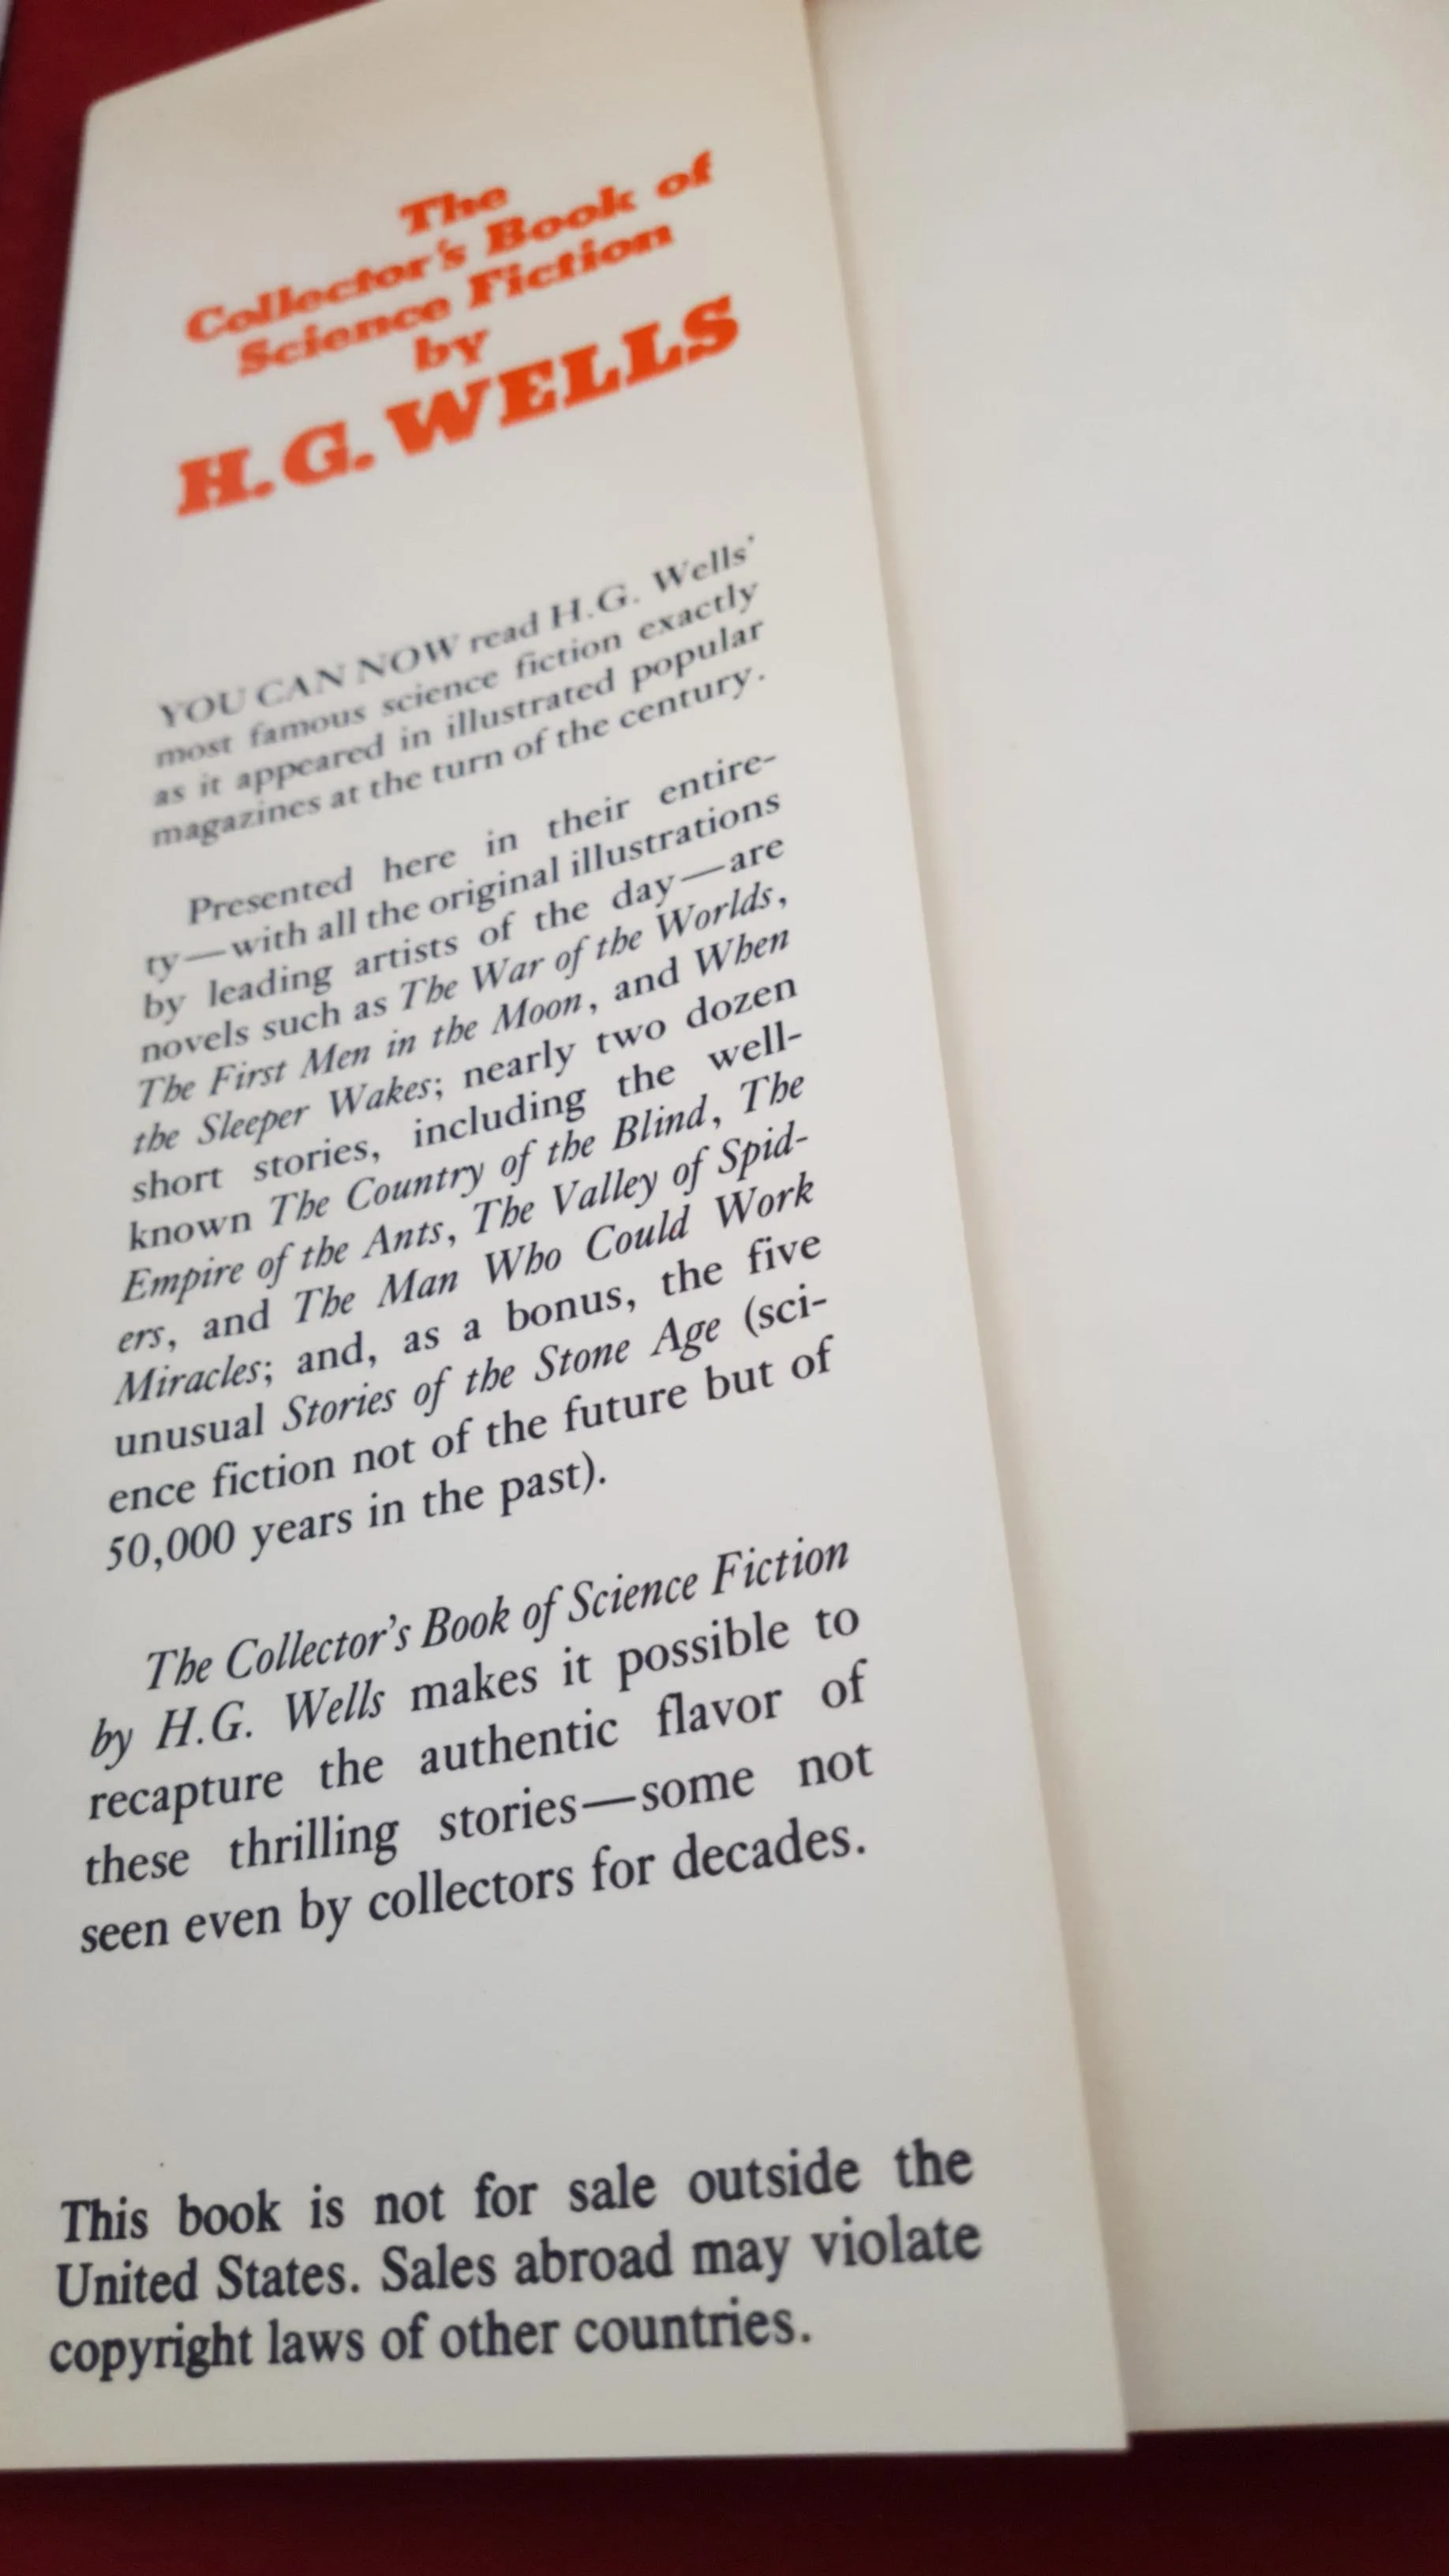 The
Collector's Book of
Science Fiction
by
H.G. WELLS
YOU CAN NOW read H.G. Wells'
most famous science fiction exactly
as it appeared in illustrated popular
magazines at the turn of the century.
Presented here in their entire-
ty—with all the original illustrations
by leading artists of the day—are
novels such as The War of the Worlds,
The First Men in the Moon, and When
the Sleeper Wakes; nearly two dozen
short stories, including the well-
known The Country of the Blind, The
Empire of the Ants, The Valley of Spid-
ers, and The Man Who Could Work
Miracles; and, as a bonus, the five
unusual Stories of the Stone Age (sci-
ence fiction not of the future but of
50,000 years in the past).
The Collector's Book of Science Fiction
by H.G. Wells makes it possible to
recapture the authentic flavor of
these thrilling stories—some not
seen even by collectors for decades.
This book is not for sale outside the
United States. Sales abroad may violate
copyright laws of other countries.